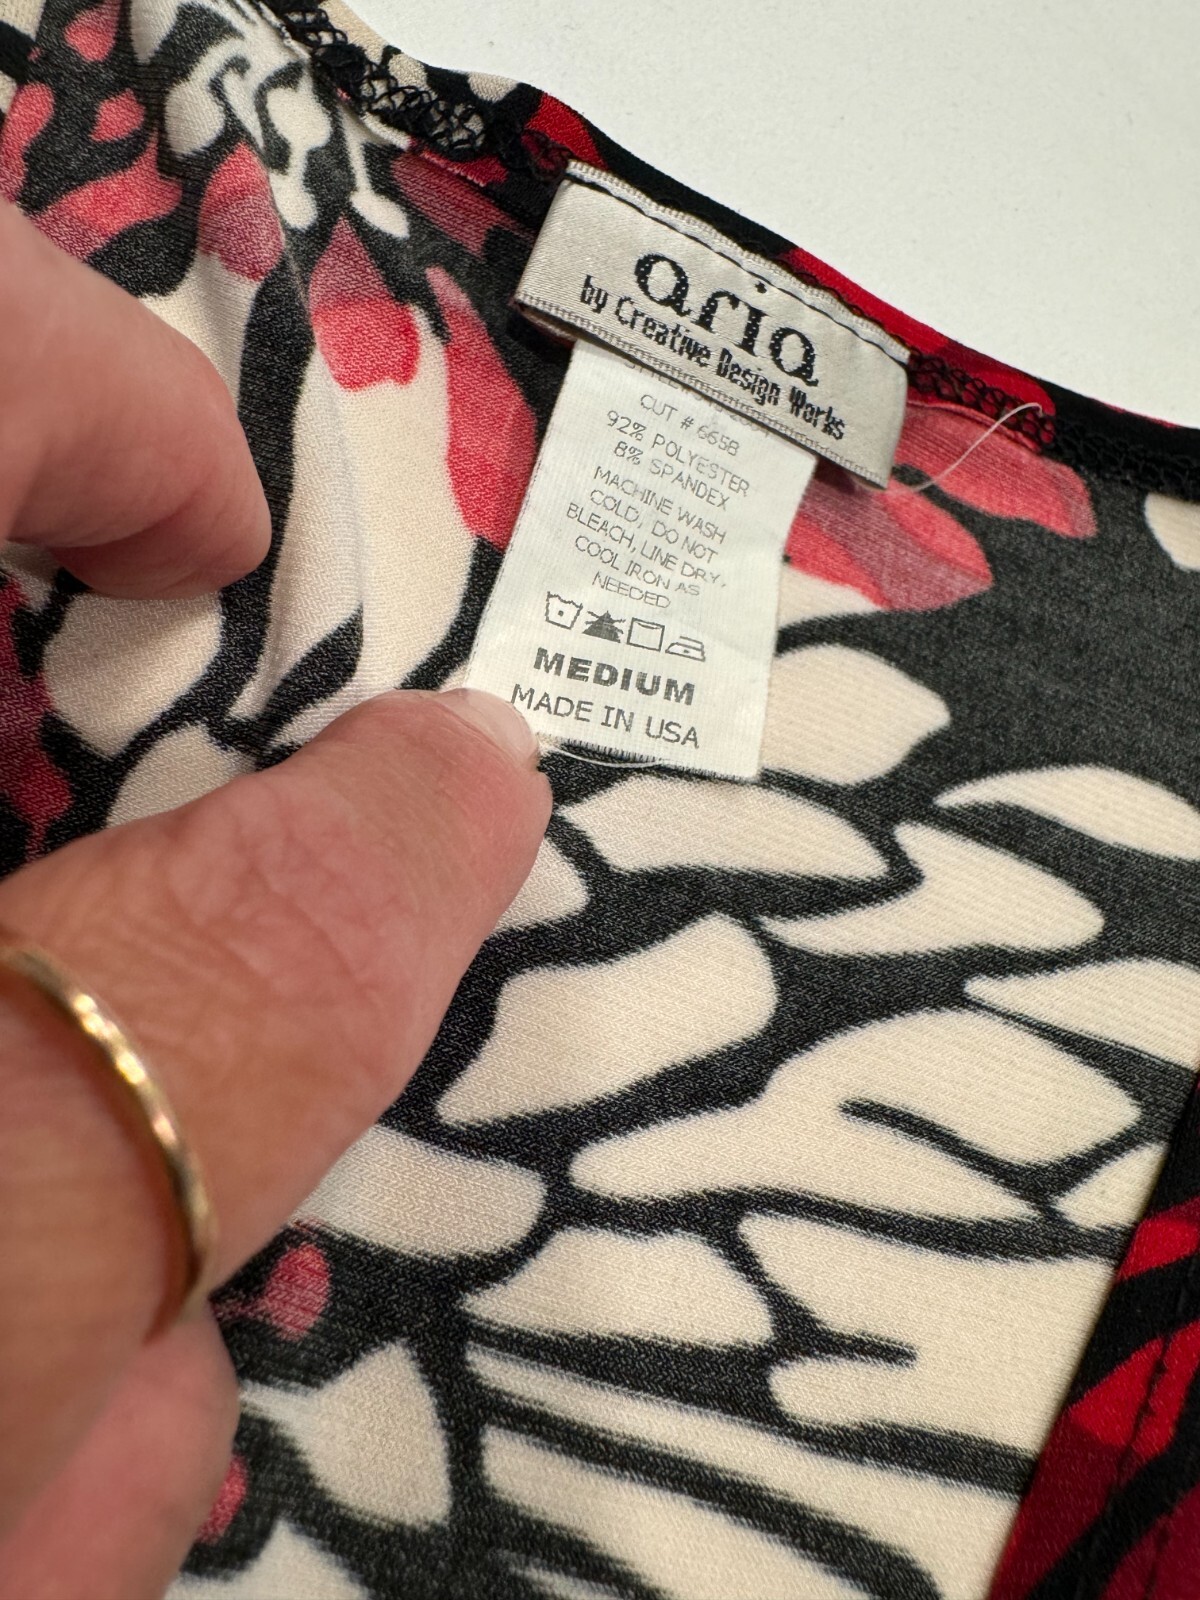 aria
by Creative Design Works
CUT # 6658
92% POLYESTER
8% SPANDEX
MACHINE WASH
COLD, DO NOT
BLEACH, LINE DRY,
COOL IRON AS
NEEDED
MEDIUM
MADE IN USA